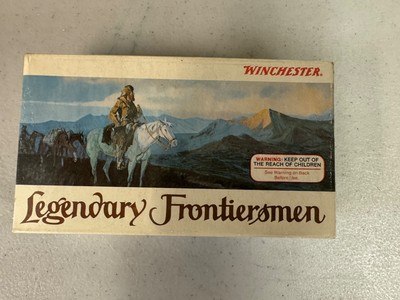 WINCHESTER.
WARNING: KEEP OUT OF
THE REACH OF CHILDREN
See Warning on Back
Before Use.
Legendary Frontiersmen